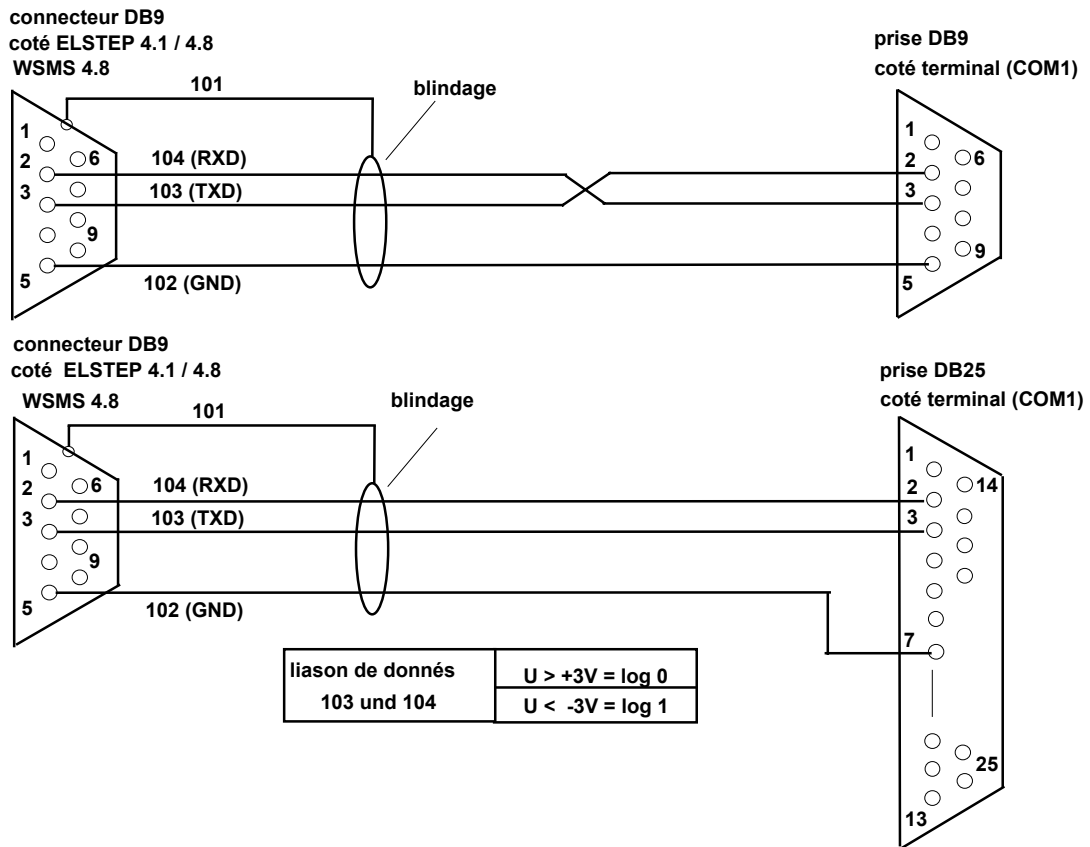 connecteur DB9
coté ELSTEP 4.1 / 4.8
WSMS 4.8
prise DB9
coté terminal (COM1)
101
blindage
1
2
3
5
6
9
104 (RXD)
103 (TXD)
102 (GND)
1
2
3
5
6
9
connecteur DB9
coté ELSTEP 4.1 / 4.8
WSMS 4.8
prise DB25
coté terminal (COM1)
101
blindage
1
2
3
5
6
9
104 (RXD)
103 (TXD)
102 (GND)
1
2
3
7
13
14
25
liason de donnés
103 und 104
U > +3V = log 0
U < -3V = log 1